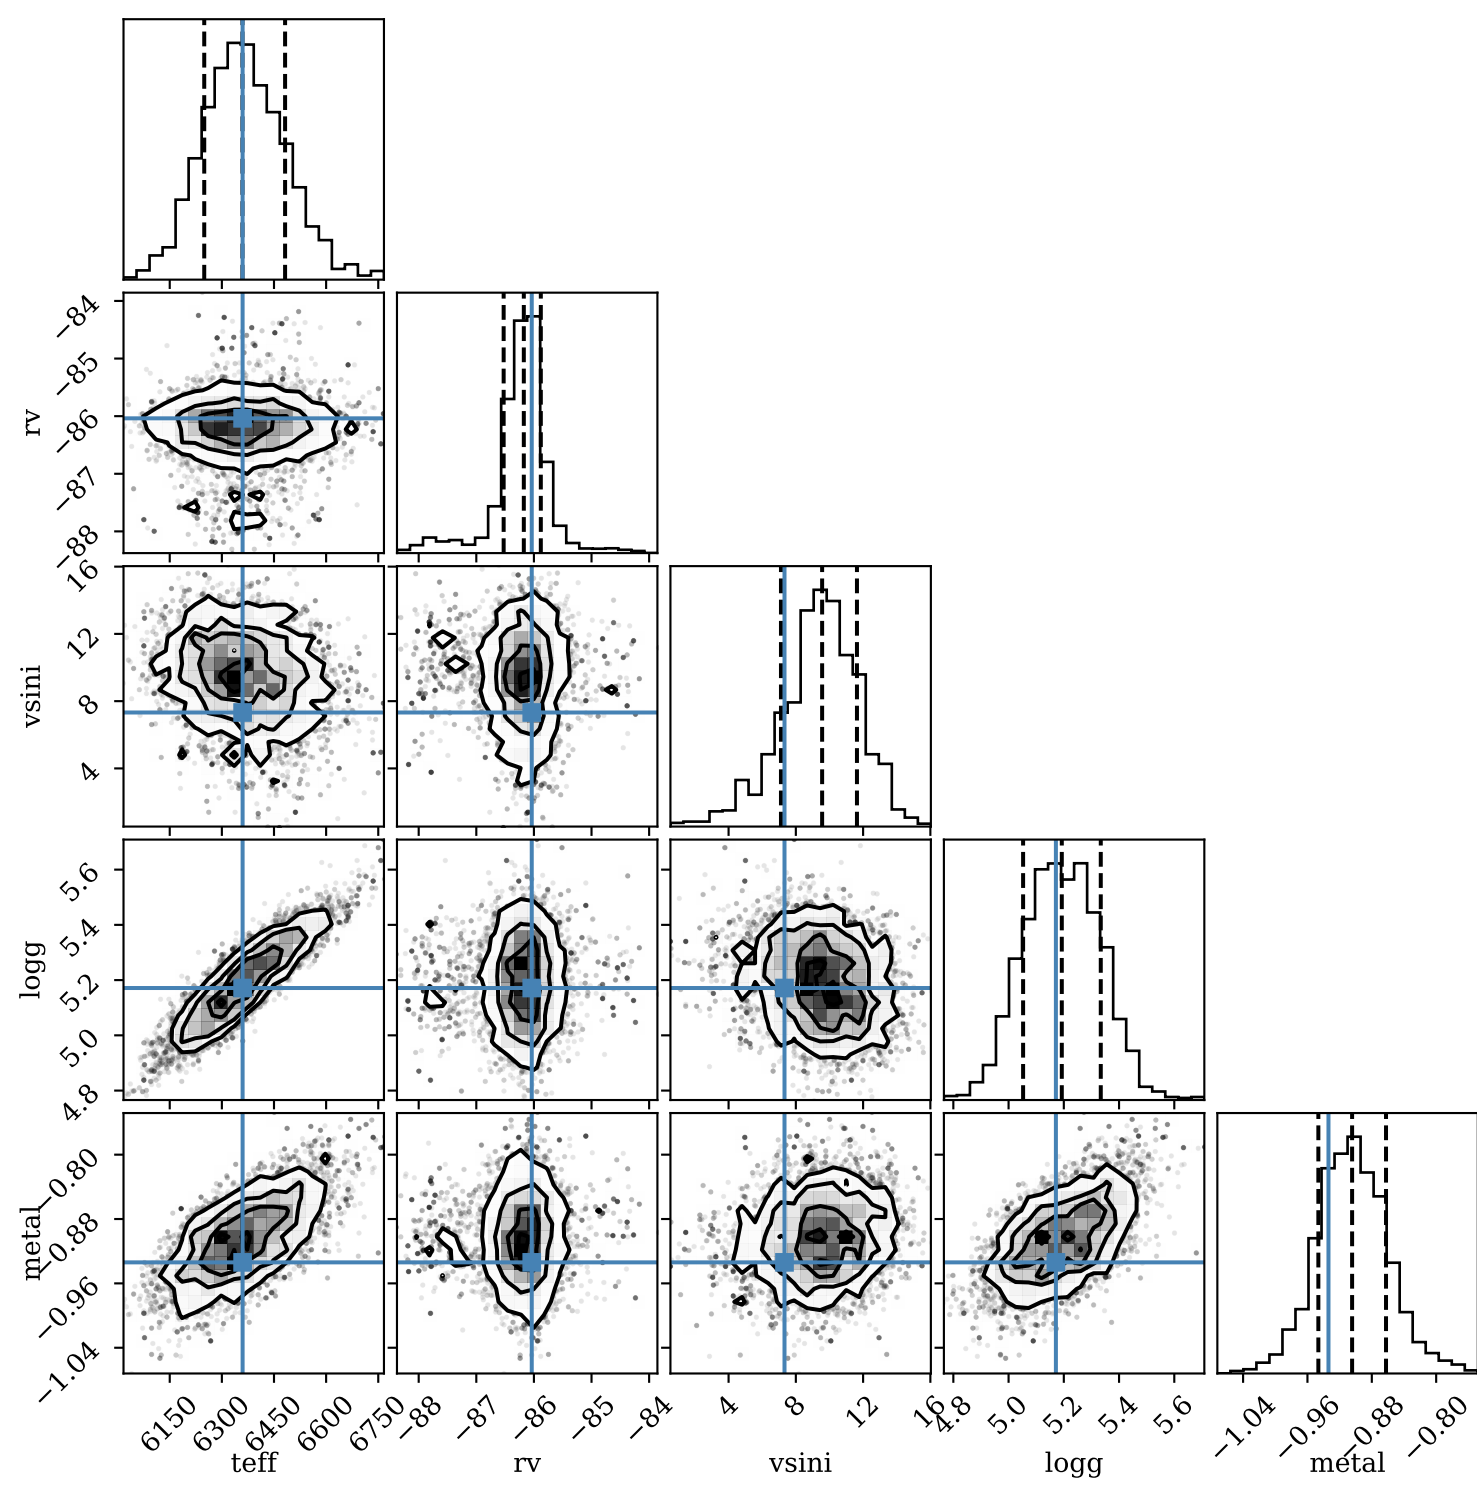 −84
−85
−86
−87
−88
rv
16
12
8
4
vsini
5.6
5.4
5.2
5.0
4.8
logg
−0.80
−0.88
−0.96
−1.04
metal
6150 6300 6450 6600 6750
teff
−88 −87 −86 −85 −84
rv
4 8 12 16
vsini
4.8 5.0 5.2 5.4 5.6
logg
−1.04 −0.96 −0.88 −0.80
metal